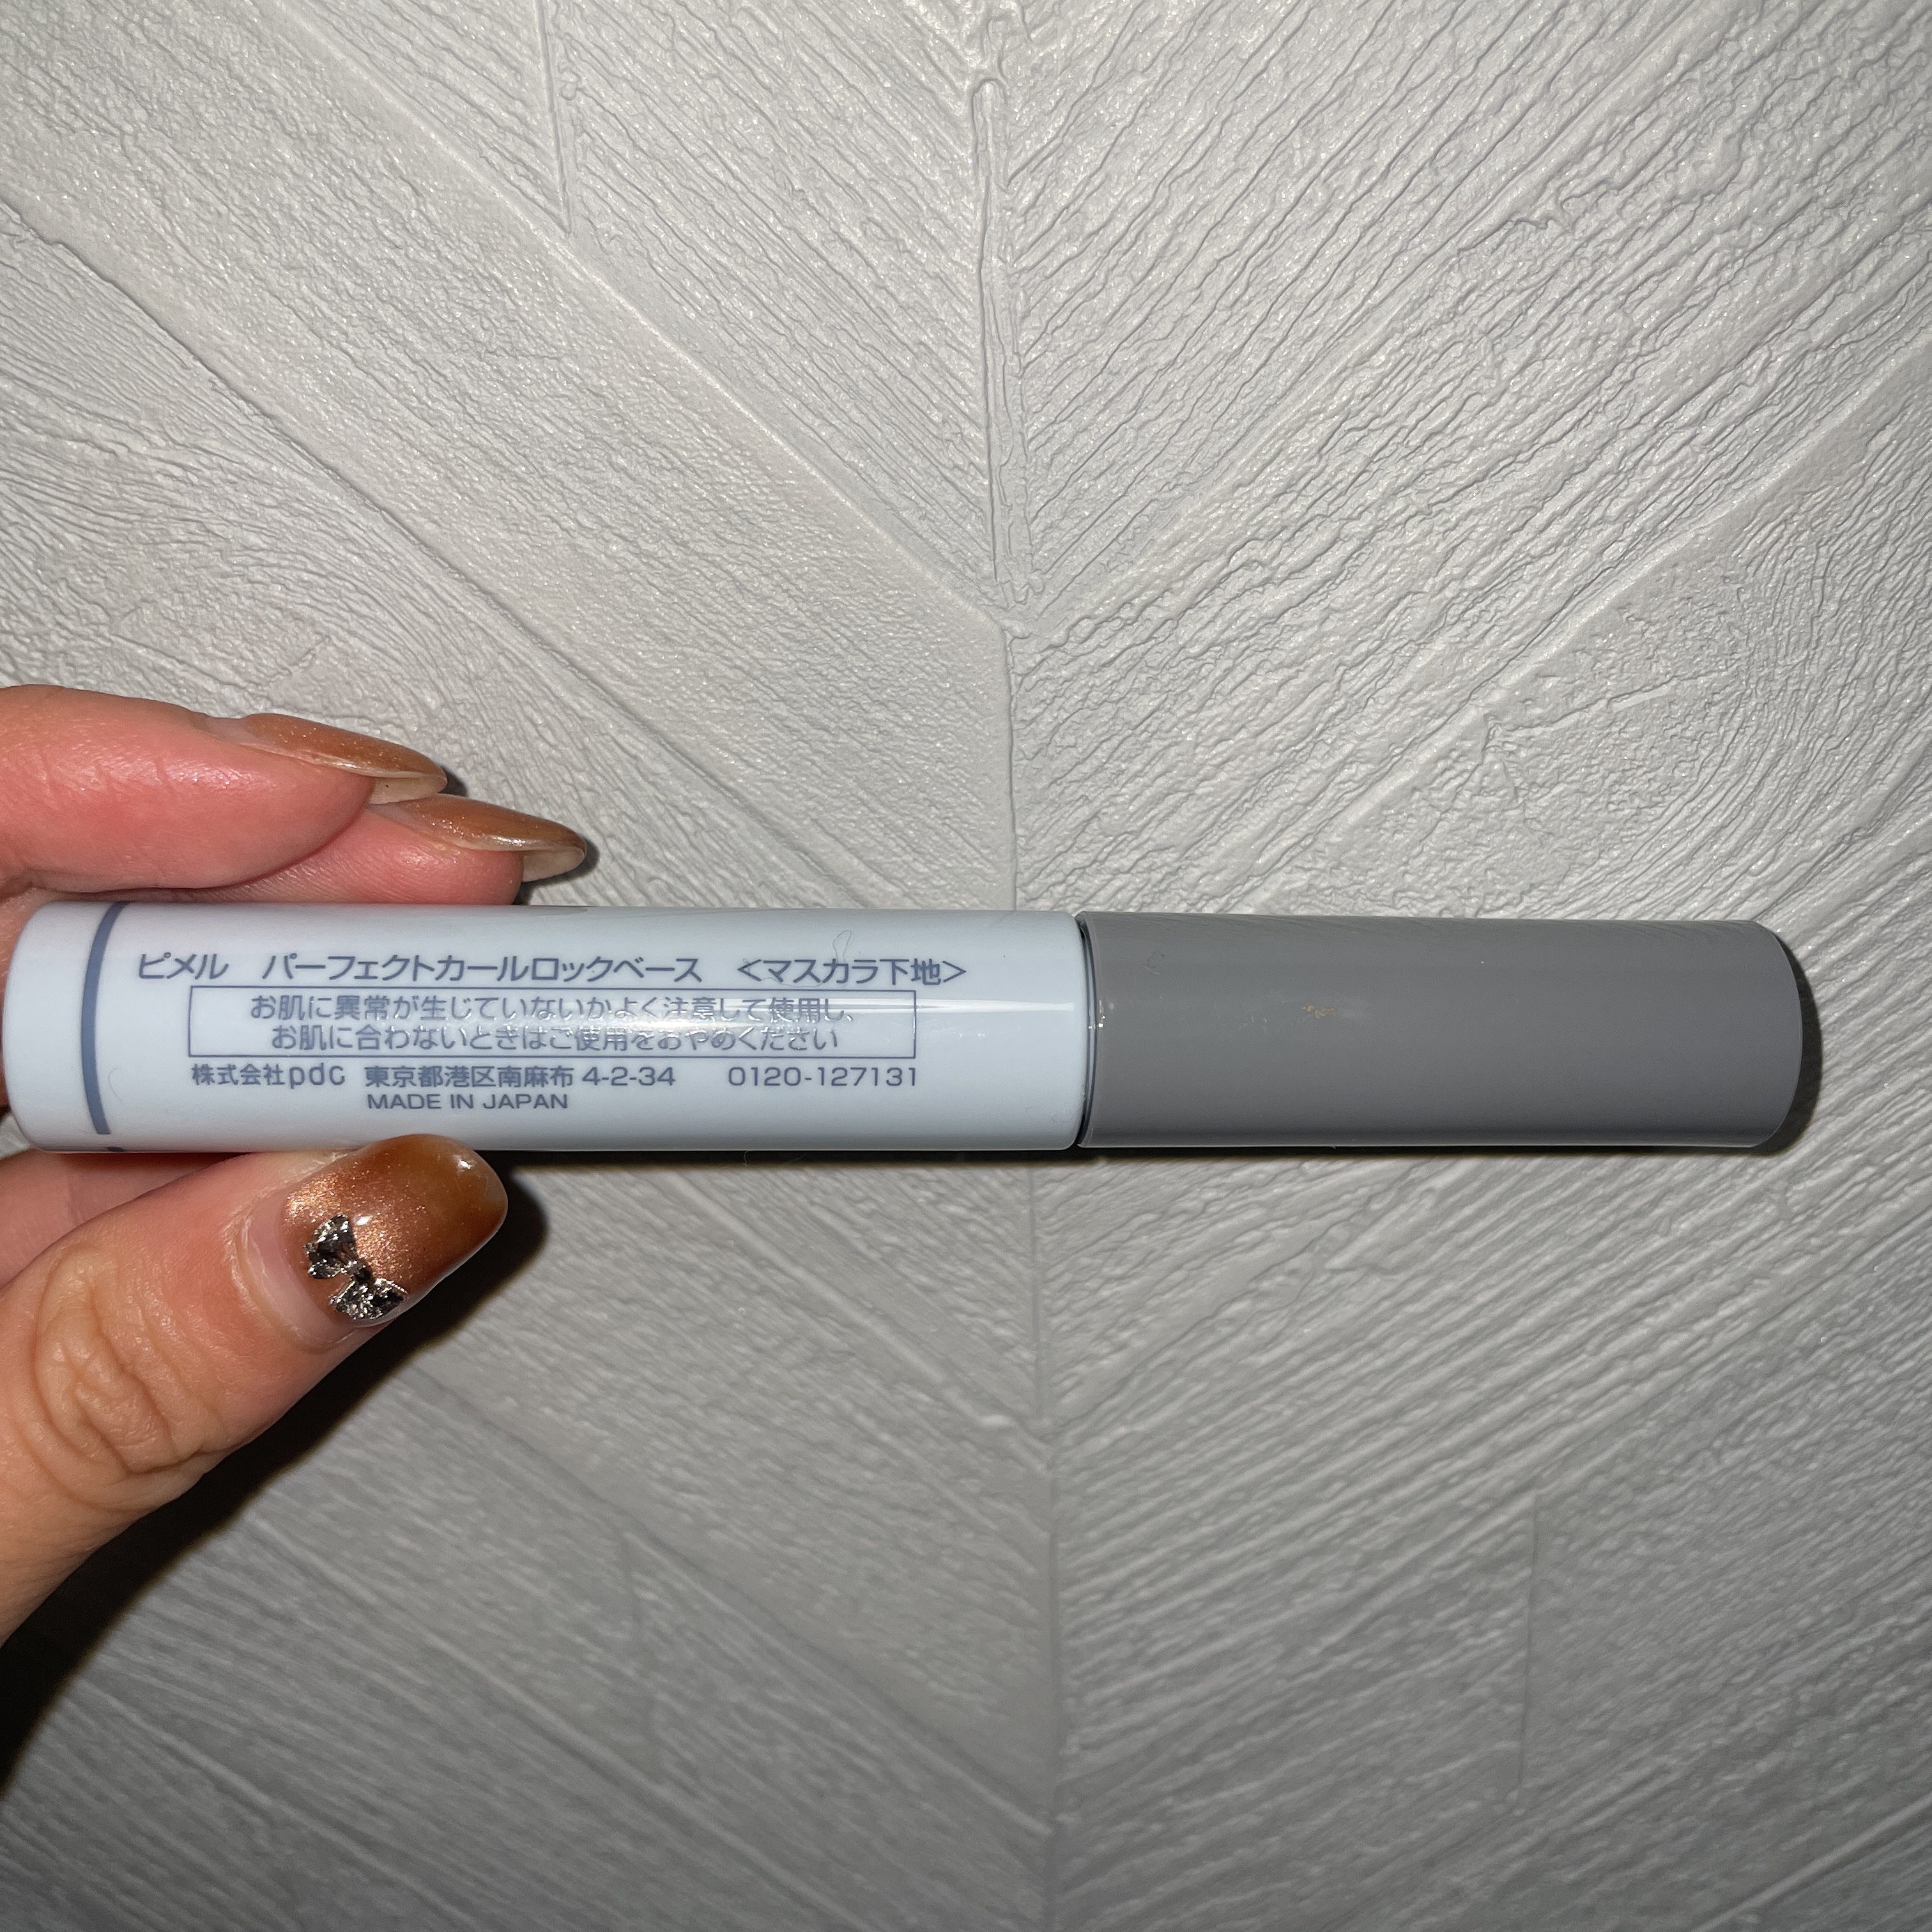 ピメル　パーフェクトカールロックベース　＜マスカラ下地＞
お肌に異常が生じていないかよく注意して使用し、
お肌に合わないときはご使用をおやめください
株式会社pdc 東京都港区南麻布 4-2-34　0120-127131
MADE IN JAPAN